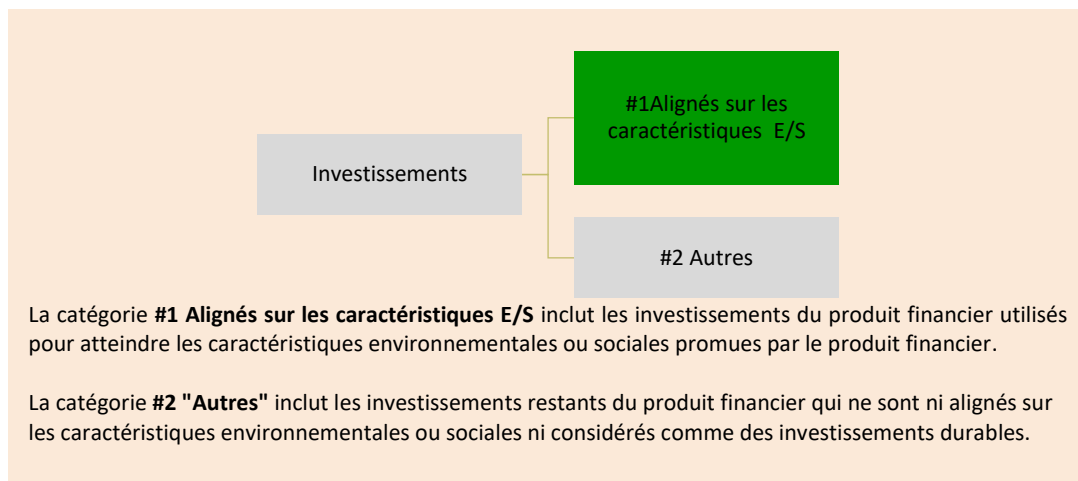 #1Alignés sur les
caractéristiques E/S
Investissements
#2 Autres
La catégorie #1 Alignés sur les caractéristiques E/S inclut les investissements du produit financier utilisés
pour atteindre les caractéristiques environnementales ou sociales promues par le produit financier.
La catégorie #2 "Autres" inclut les investissements restants du produit financier qui ne sont ni alignés sur
les caractéristiques environnementales ou sociales ni considérés comme des investissements durables.